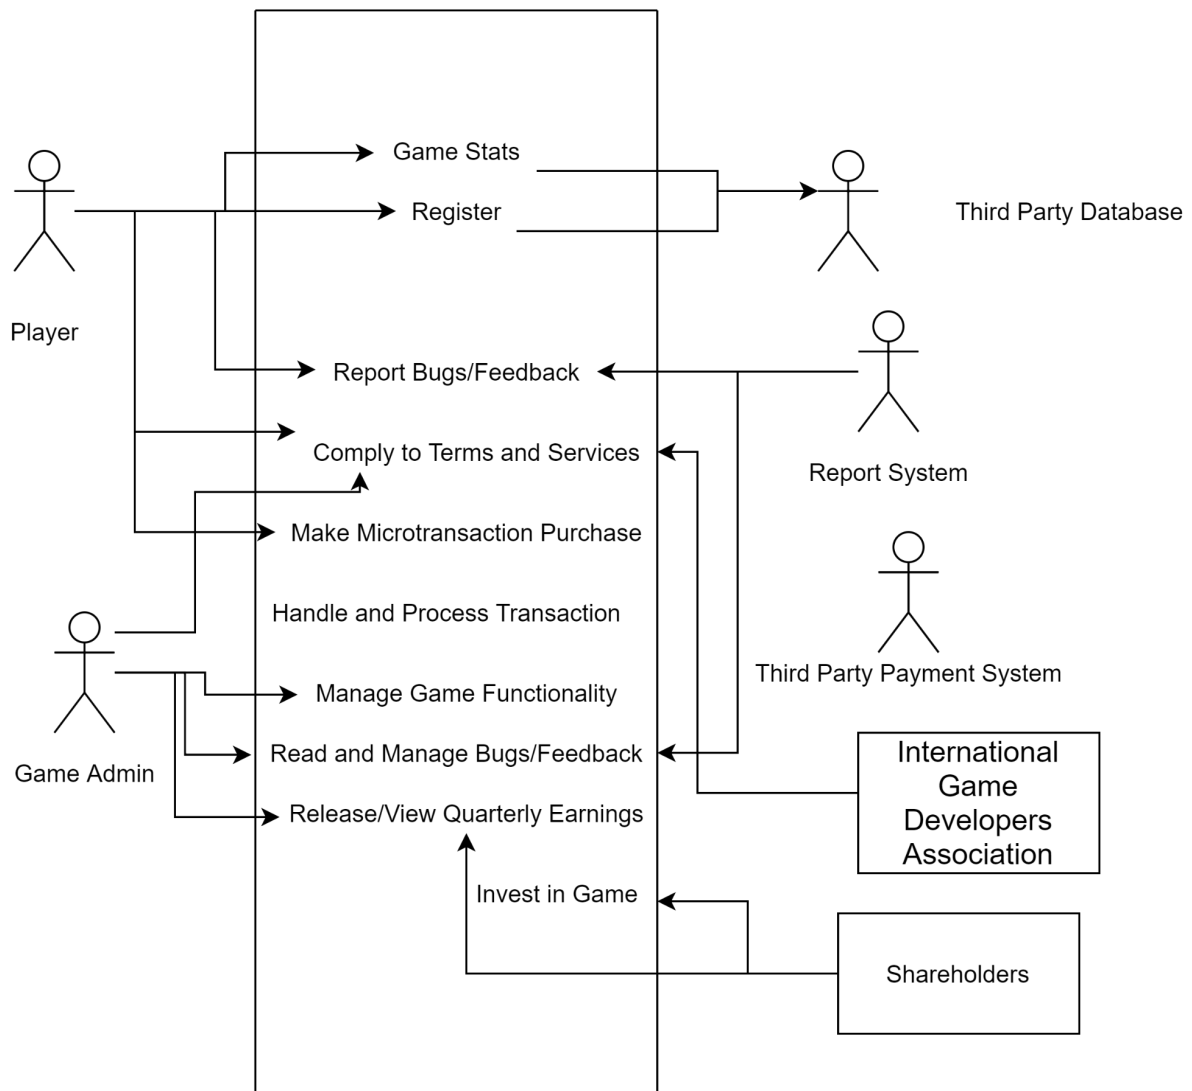 Game Stats
Register
Third Party Database
Player
Report Bugs/Feedback
Comply to Terms and Services
Report System
Make Microtransaction Purchase
Handle and Process Transaction
Third Party Payment System
Manage Game Functionality
Game Admin
Read and Manage Bugs/Feedback
International
Game
Developers
Association
Release/View Quarterly Earnings
Invest in Game
Shareholders